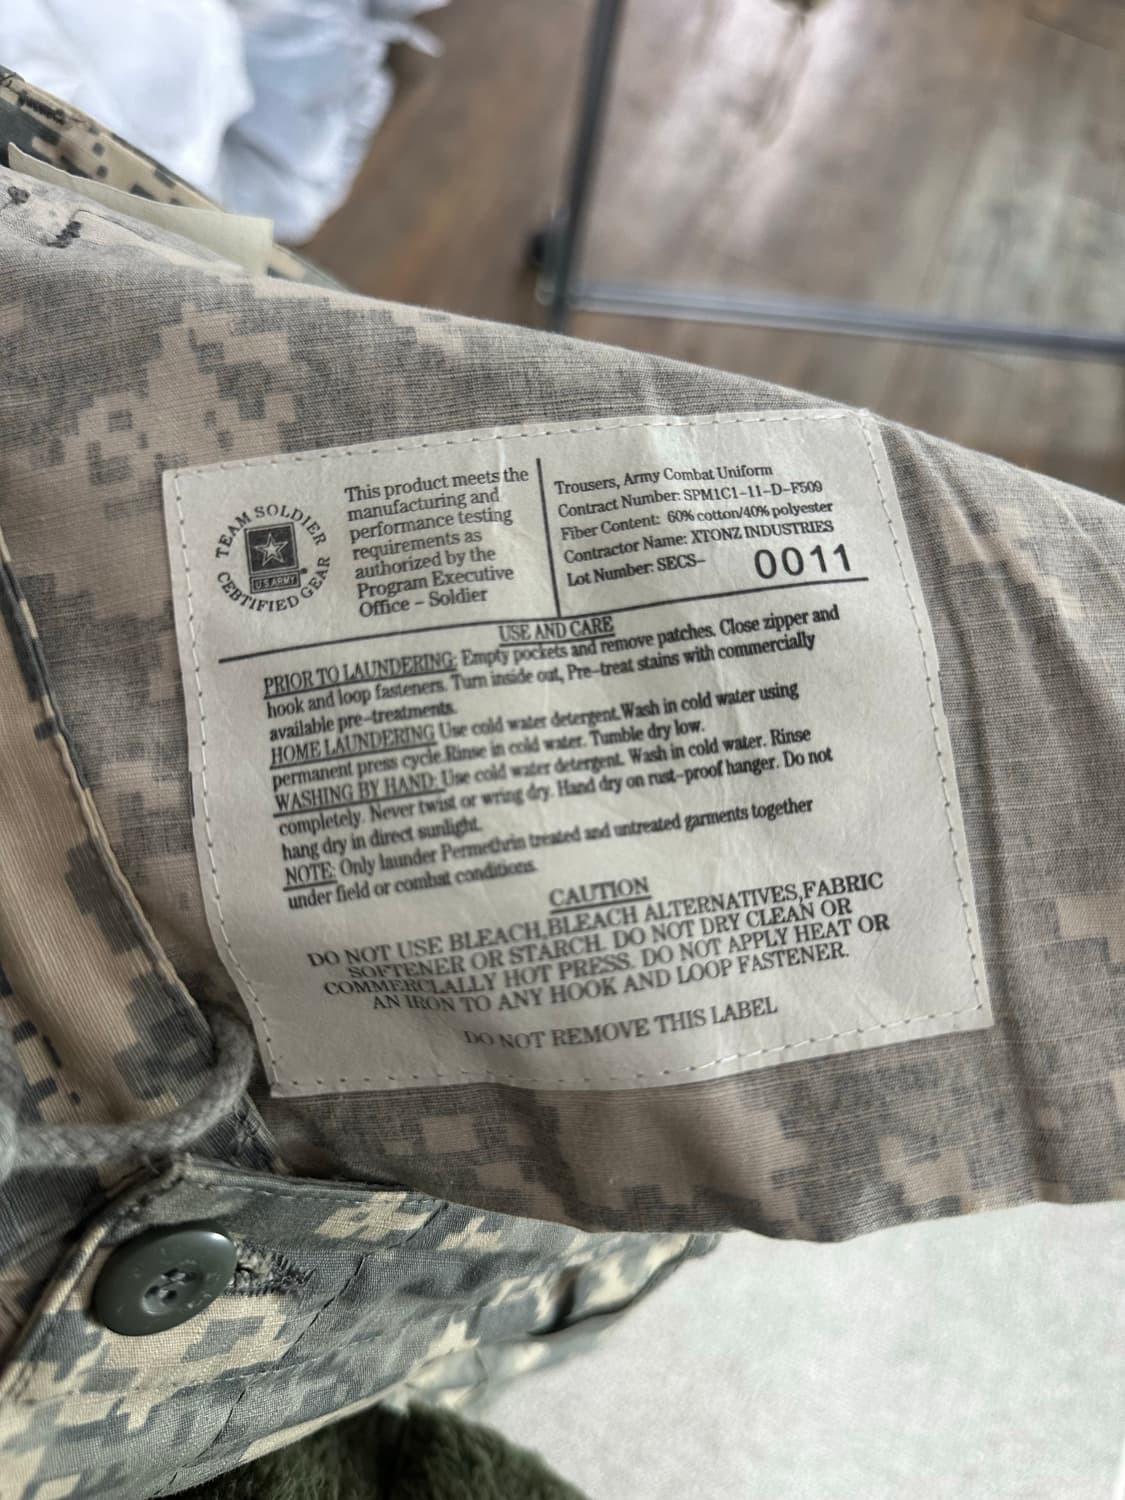 TEAM SOLDIER
U.S. ARMY
CERTIFIED GEAR
This product meets the
manufacturing and
performance testing
requirements as
authorized by the
Program Executive
Office – Soldier
Trousers, Army Combat Uniform
Contract Number: SPM1C1-11-D-F509
Fiber Content: 60% cotton/40% polyester
Contractor Name: XTONZ INDUSTRIES
Lot Number: SECS- 0011
USE AND CARE
PRIOR TO LAUNDERING: Empty pockets and remove patches. Close zipper and
hook and loop fasteners. Turn inside out, Pre-treat stains with commercially
available pre-treatments.
HOME LAUNDERING Use cold water detergent. Wash in cold water using
permanent press cycle. Rinse in cold water. Tumble dry low.
WASHING BY HAND: Use cold water detergent. Wash in cold water. Rinse
completely. Never twist or wring dry. Hand dry on rust-proof hanger. Do not
hang dry in direct sunlight.
NOTE: Only launder Permethrin treated and untreated garments together
under field or combat conditions.
CAUTION
DO NOT USE BLEACH, BLEACH ALTERNATIVES, FABRIC
SOFTENER OR STARCH. DO NOT DRY CLEAN OR
COMMERCLALLY HOT PRESS. DO NOT APPLY HEAT OR
AN IRON TO ANY HOOK AND LOOP FASTENER.
DO NOT REMOVE THIS LABEL